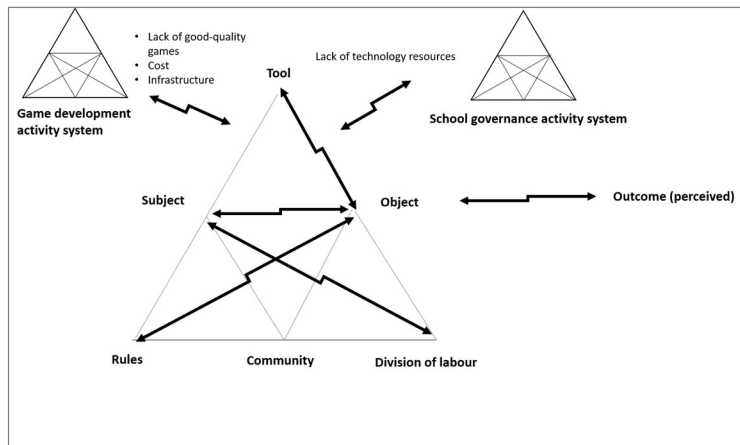 • Lack of good-quality
games
• Cost
• Infrastructure
Lack of technology resources
Tool
Game development
activity system
School governance activity system
Subject
Object
Outcome (perceived)
Rules
Community
Division of labour